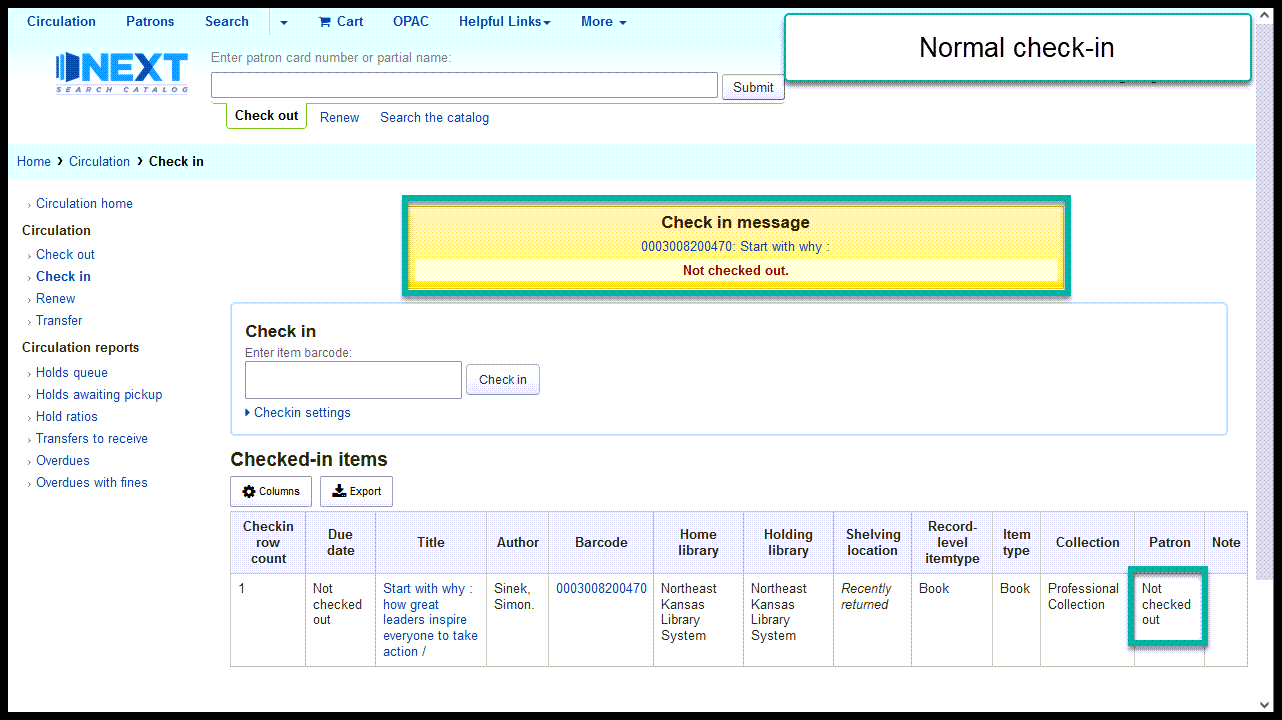 Circulation Patrons Search Cart OPAC Helpful Links More
Normal check-in
NEXT
SEARCH CATALOG
Enter patron card number or partial name:
Submit
Check out Renew Search the catalog
Home › Circulation › Check in
Circulation home
Circulation
Check out
Check in
Renew
Transfer
Circulation reports
Holds queue
Holds awaiting pickup
Hold ratios
Transfers to receive
Overdues
Overdues with fines
Check in message
0003008200470: Start with why :
Not checked out.
Check in
Enter item barcode:
Check in
Checkin settings
Checked-in items
Columns Export
Checkin row count
Due date
Title
Author
Barcode
Home library
Holding library
Shelving location
Record-level itemtype
Item type
Collection
Patron
Note
1
Not checked out
Start with why :
how great
leaders inspire
everyone to take
action /
Sinek,
Simon.
0003008200470
Northeast
Kansas
Library
System
Northeast
Kansas
Library
System
Recently
returned
Book
Book
Professional
Collection
Not
checked
out